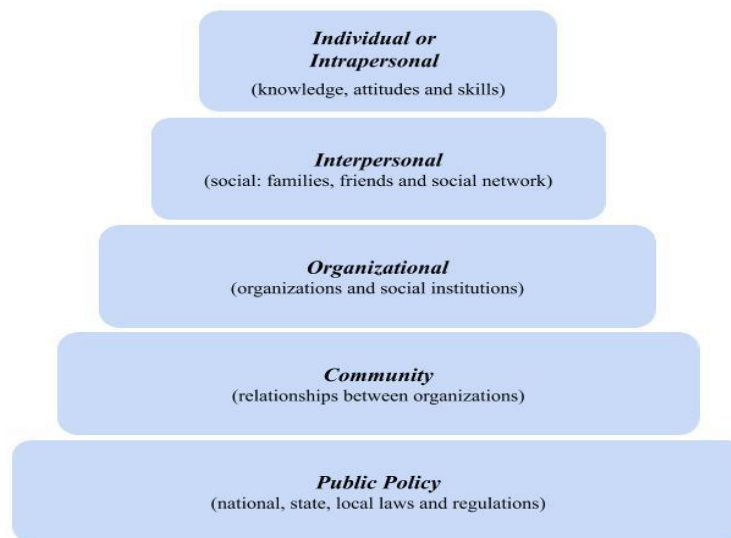 Individual or
Intrapersonal
(knowledge, attitudes and skills)
Interpersonal
(social: families, friends and social network)
Organizational
(organizations and social institutions)
Community
(relationships between organizations)
Public Policy
(national, state, local laws and regulations)